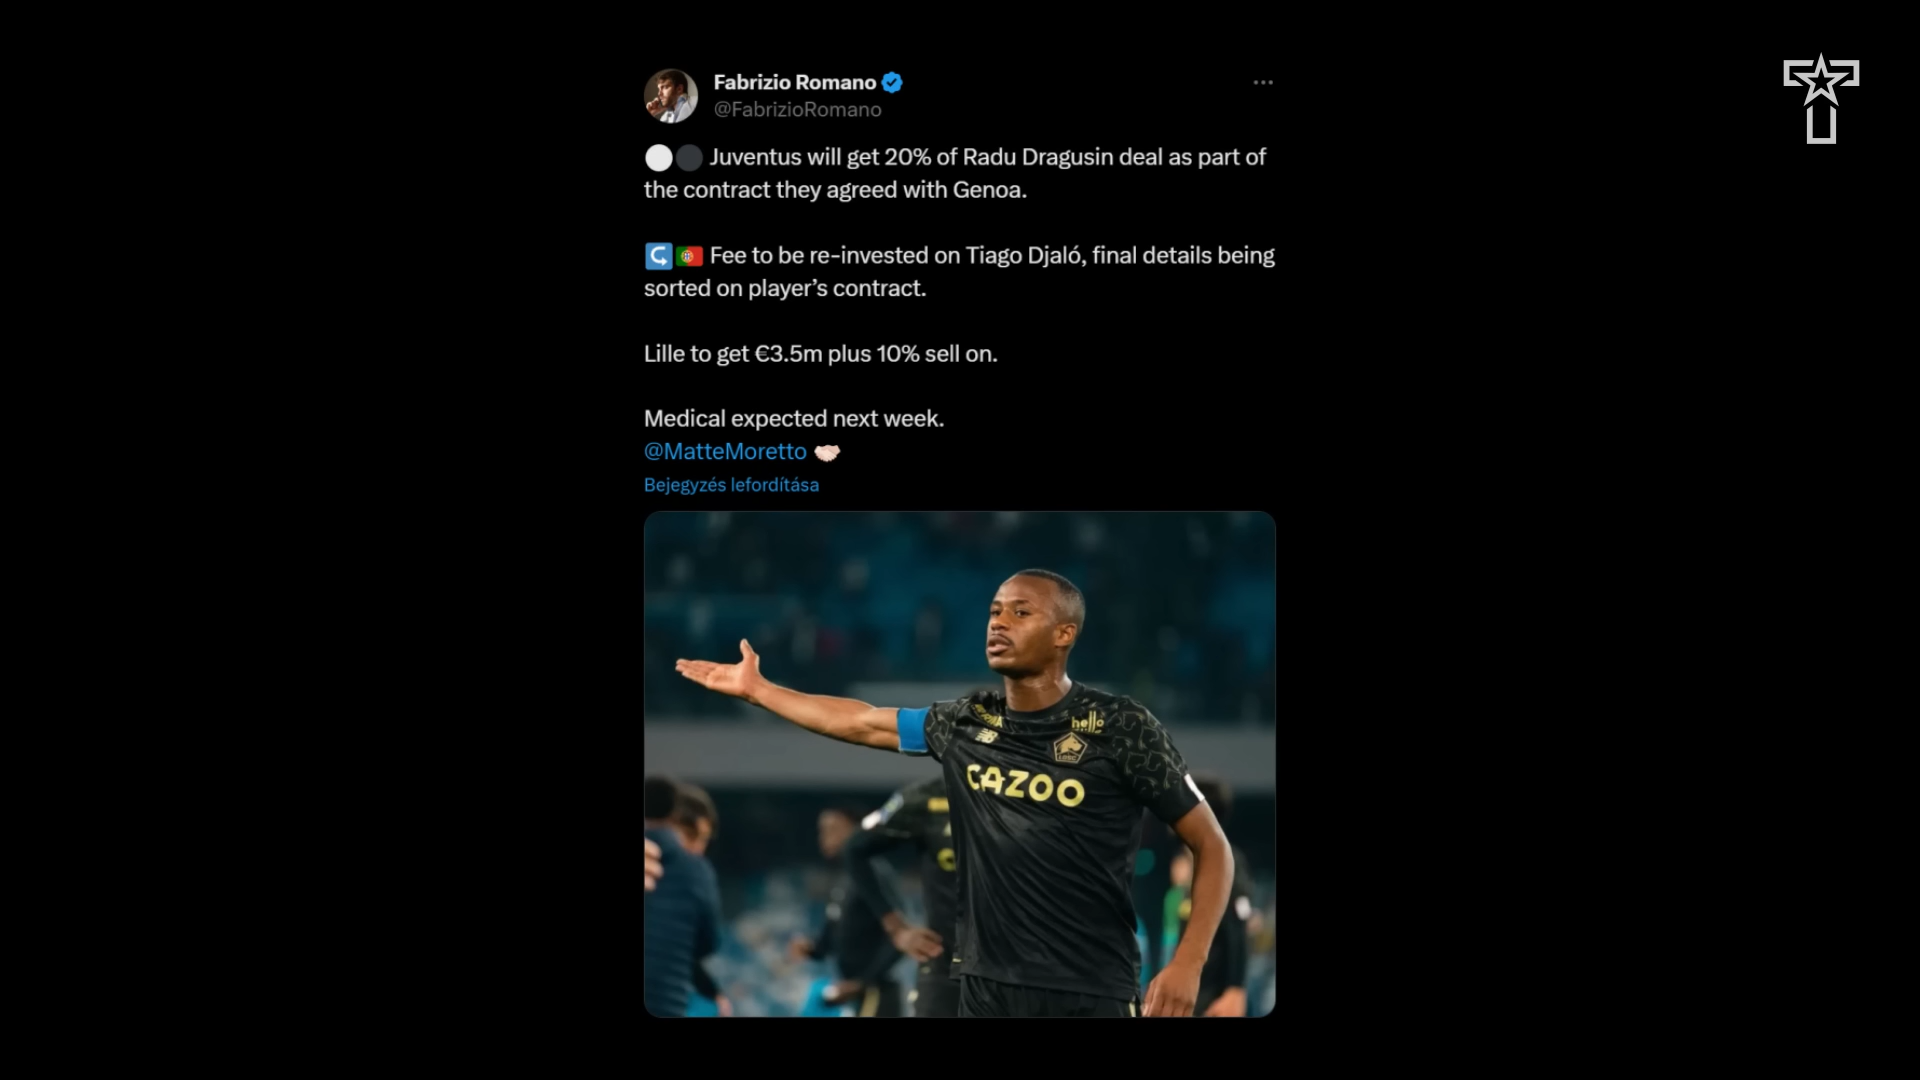 Fabrizio Romano
@FabrizioRomano
Juventus will get 20% of Radu Dragusin deal as part of
the contract they agreed with Genoa.
Fee to be re-invested on Tiago Djaló, final details being
sorted on player’s contract.
Lille to get €3.5m plus 10% sell on.
Medical expected next week.
@MatteMoretto
Bejegyzés lefordítása
hello
LOSC
CAZOO